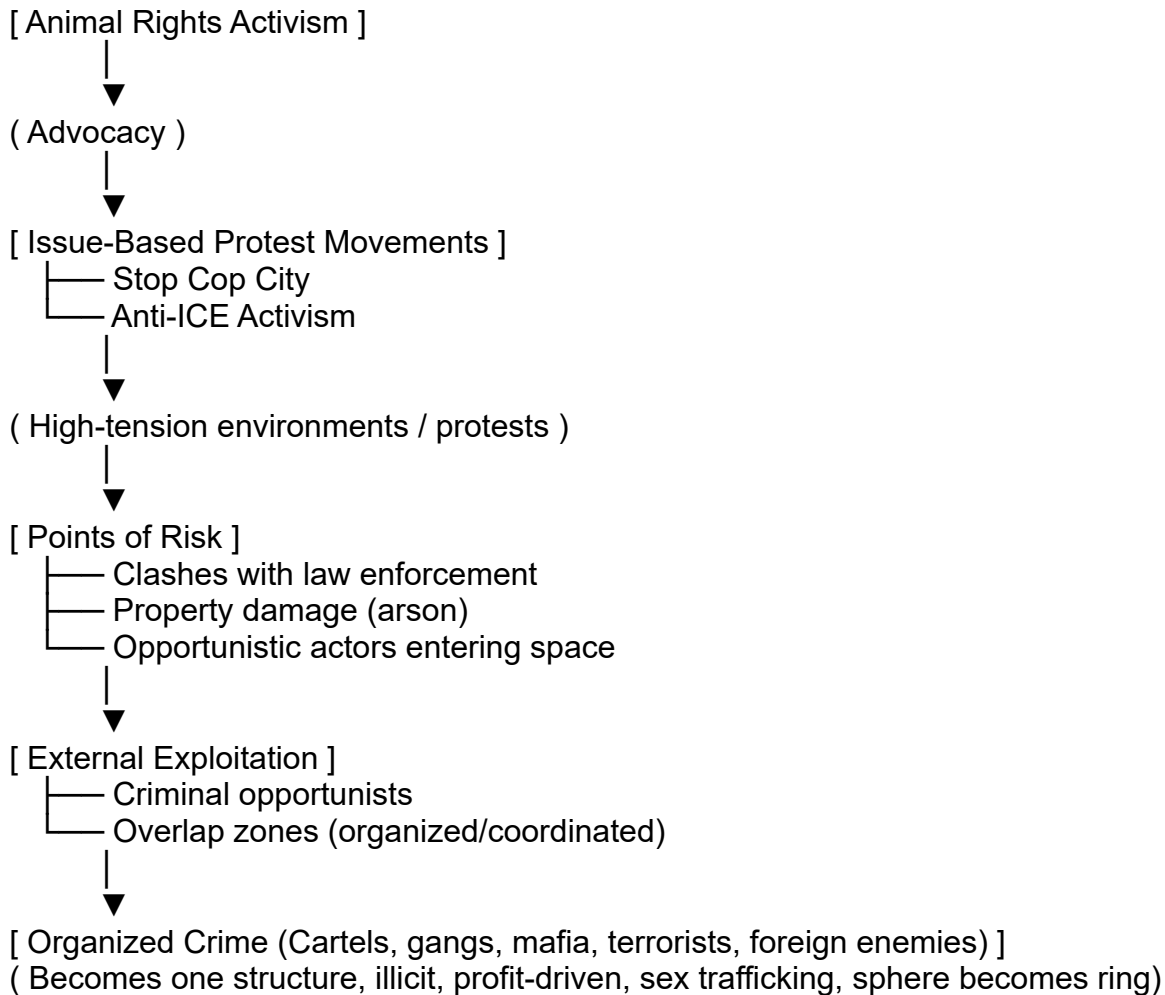 [ Animal Rights Activism ]
│
▼
( Advocacy )
│
▼
[ Issue-Based Protest Movements ]
├── Stop Cop City
└── Anti-ICE Activism
│
▼
( High-tension environments / protests )
│
▼
[ Points of Risk ]
├── Clashes with law enforcement
├── Property damage (arson)
└── Opportunistic actors entering space
│
▼
[ External Exploitation ]
├── Criminal opportunists
└── Overlap zones (organized/coordinated)
│
▼
[ Organized Crime (Cartels, gangs, mafia, terrorists, foreign enemies) ]
( Becomes one structure, illicit, profit-driven, sex trafficking, sphere becomes ring)